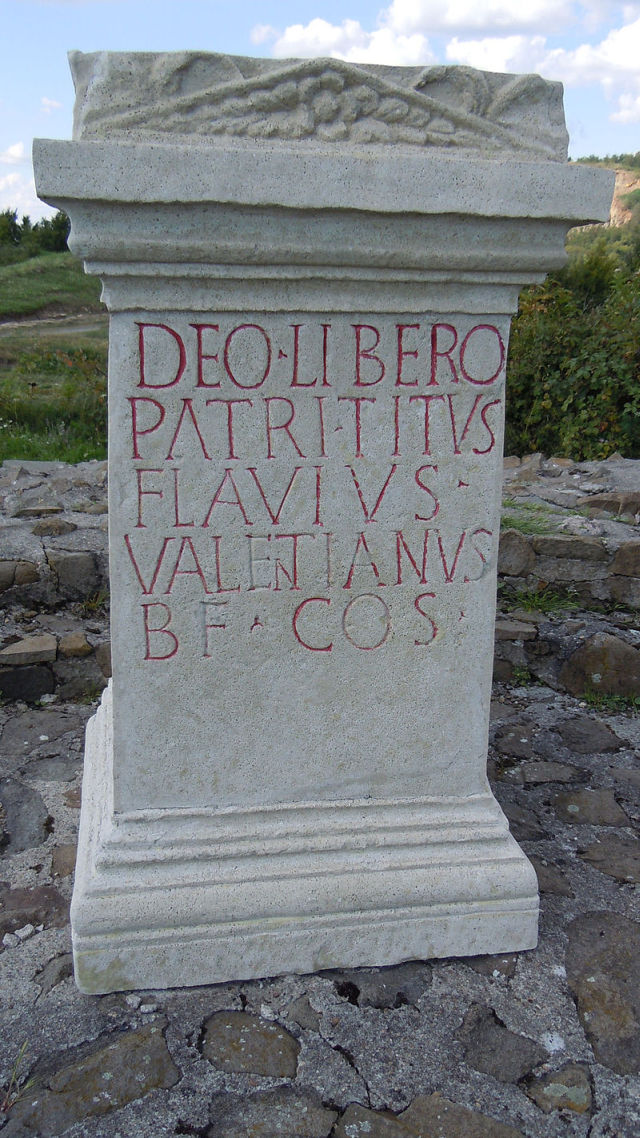 DEO·LIBERO
PATRI·TITVS
FLAVIVS·
VALENTIANVS
BF·COS·